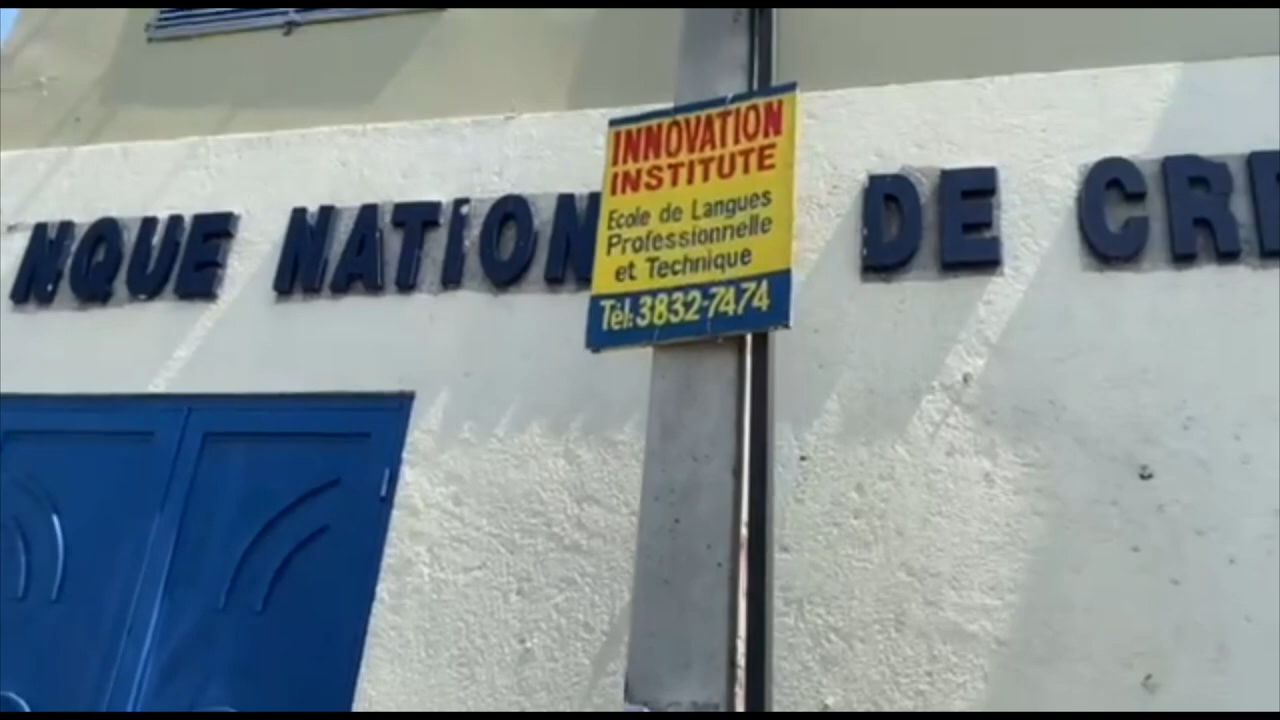 NQUE NATION DE CRE
INNOVATION
INSTITUTE
Ecole de Langues
Professionnelle
et Technique
Tél: 3832-7474